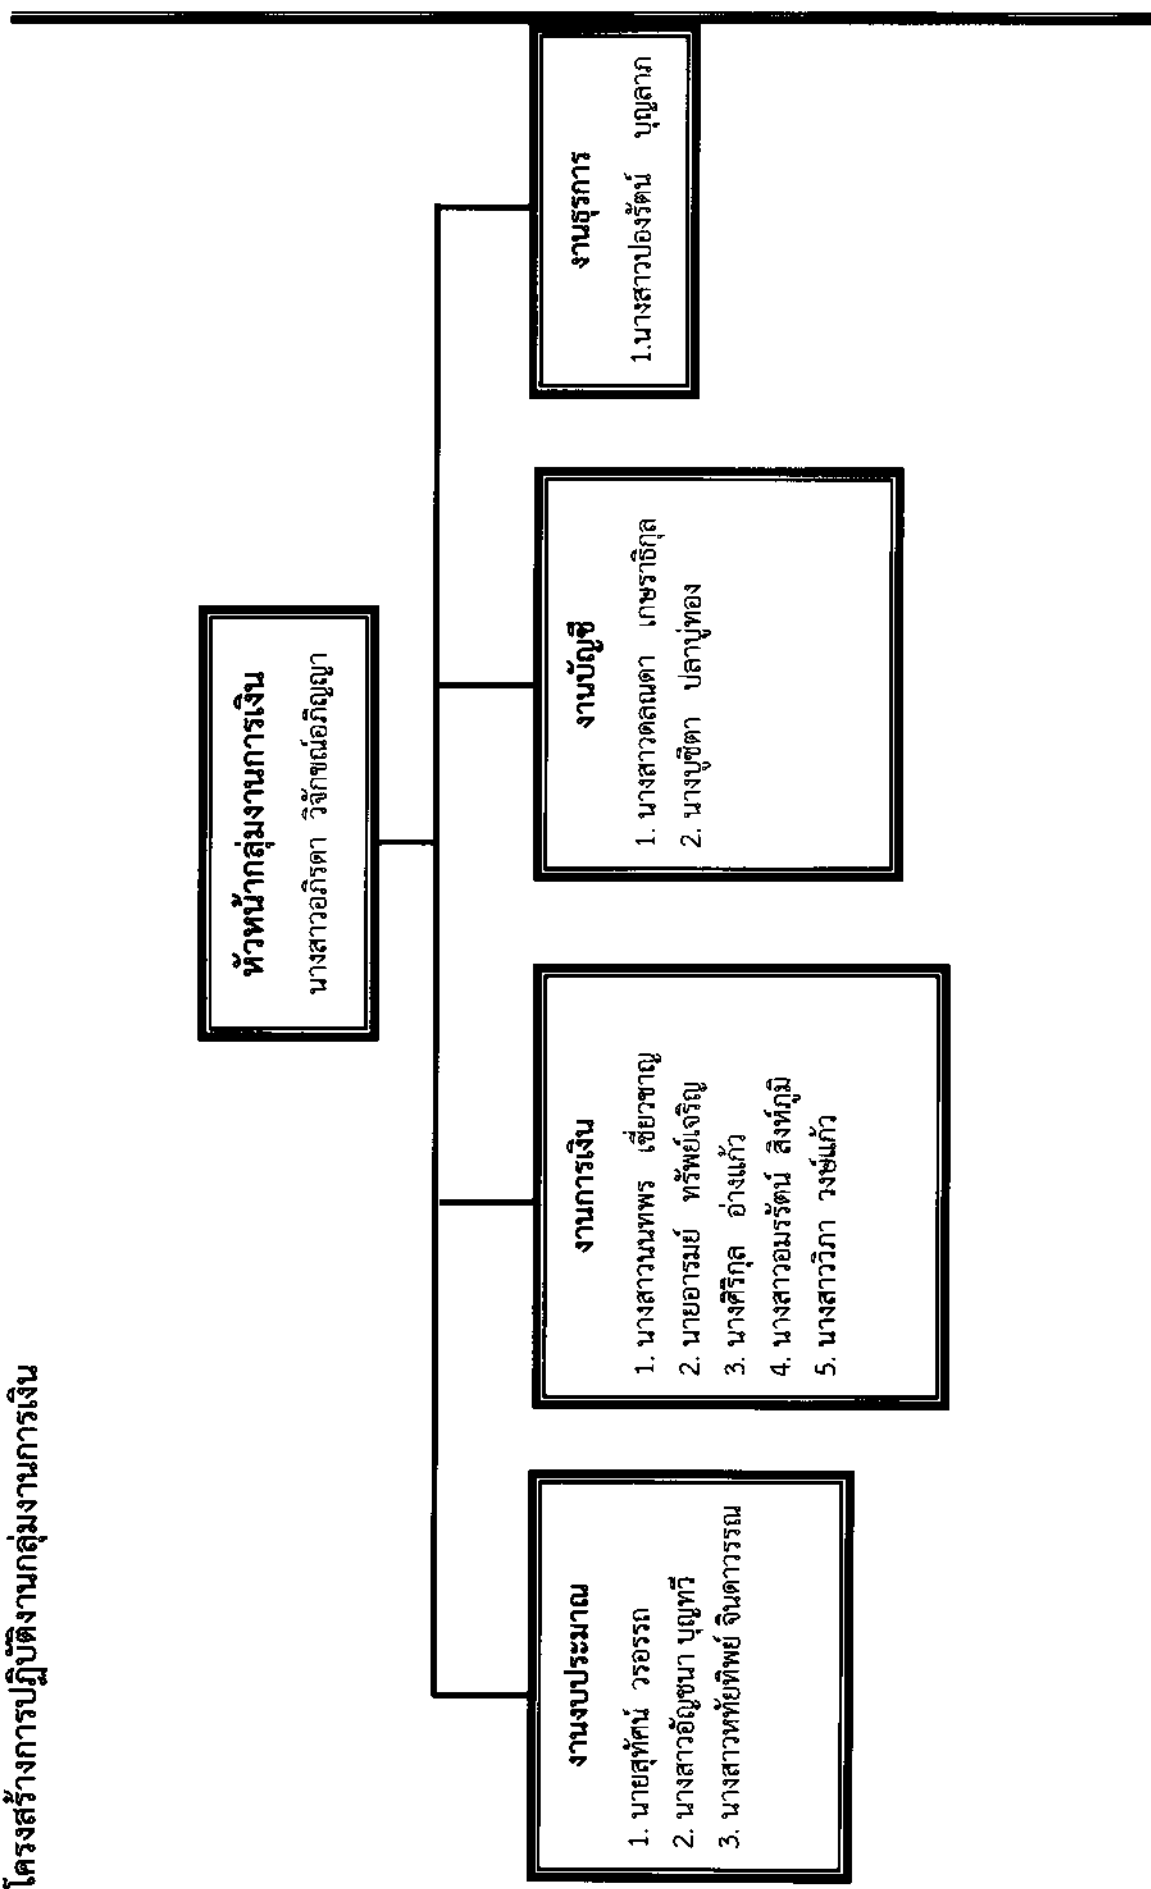 โครงสร้างการปฏิบัติงานกลุ่มงานการเงิน
หัวหน้ากลุ่มงานการเงิน
นางสาวอภิรดา วิจักขณ์อภิญญา
งานงบประมาณ
1. นายสุทัศน์ วรอรรถ
2. นางสาวอัญชนา บุญทวี
3. นางสาวหทัยทิพย์ จินดาวรรณ
งานการเงิน
1. นางสาวนนทพร เชี่ยวชาญ
2. นายอารมย์ ทรัพย์เจริญ
3. นางศิริกุล อ่างแก้ว
4. นางสาวอมรรัตน์ สิงห์ภูมิ
5. นางสาววิภา วงษ์แก้ว
งานบัญชี
1. นางสาวดลณดา เกษราธิกุล
2. นางบูชิตา ปลาบู่ทอง
งานธุรการ
1.นางสาวปองรัตน์ บุญลาภ